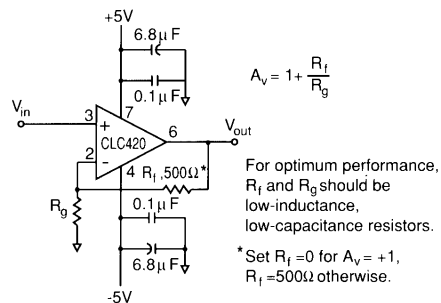 +5V
6.8μF
0.1μF
A_v = 1+ R_f/R_g
V_in
3
7
+
CLC420
6
V_out
2
-
4
R_f ,500Ω*
R_g
0.1μF
6.8μF
-5V
For optimum performance,
R_f and R_g should be
low-inductance,
low-capacitance resistors.
*Set R_f =0 for A_v = +1,
R_f =500Ω otherwise.